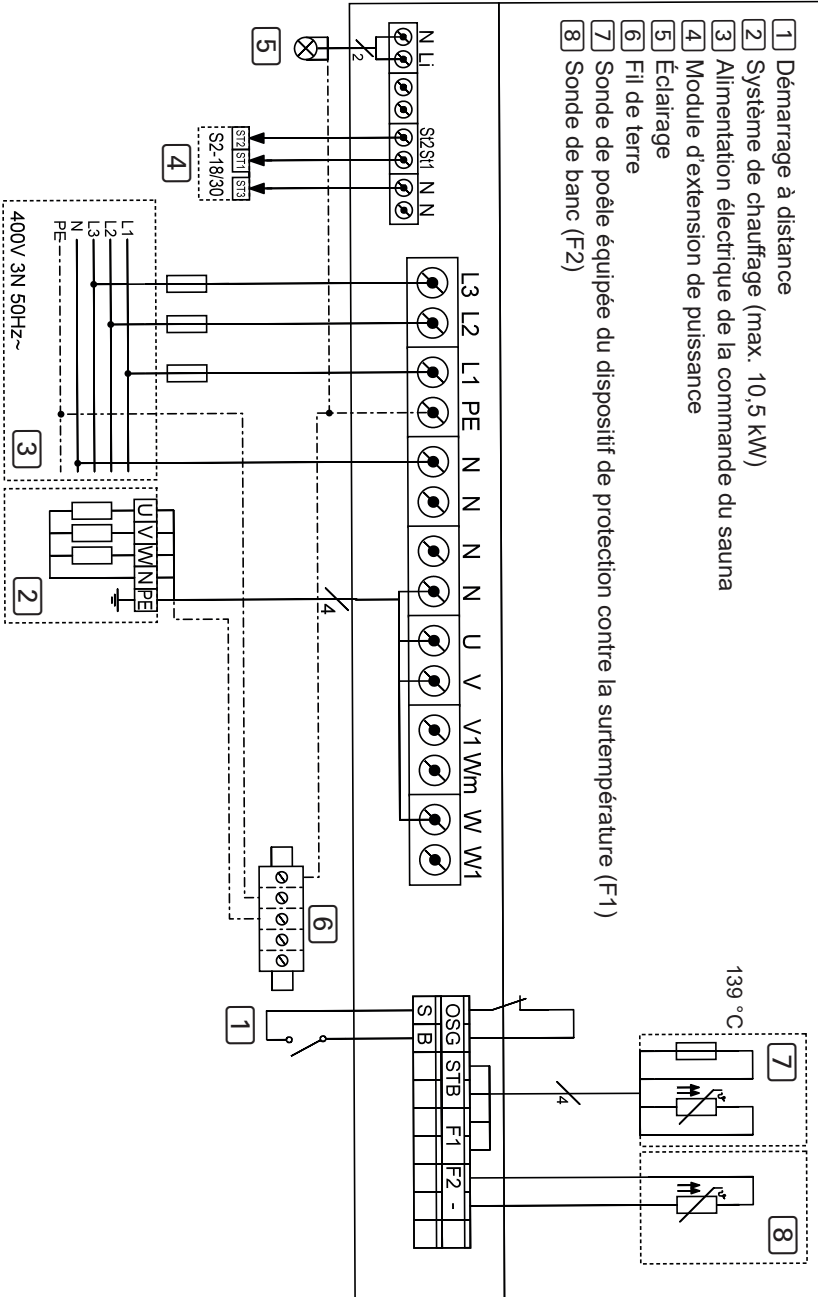 1 Démarrage à distance
2 Système de chauffage (max. 10,5 kW)
3 Alimentation électrique de la commande du sauna
4 Module d'extension de puissance
5 Éclairage
6 Fil de terre
7 Sonde de poêle équipée du dispositif de protection contre la surtempérature (F1)
8 Sonde de banc (F2)
139 °C
7
8
N Li St2 St1 N N
L3 L2 L1 PE N N N N U V V1 Wm W W1
OSG STB F1 F2 -
S B
2
4
4
5
ST2 ST1 ST3
S2-18/30
4
6
1
L1
L2
L3
N
PE
400V 3N 50Hz~
3
U V W N PE
2